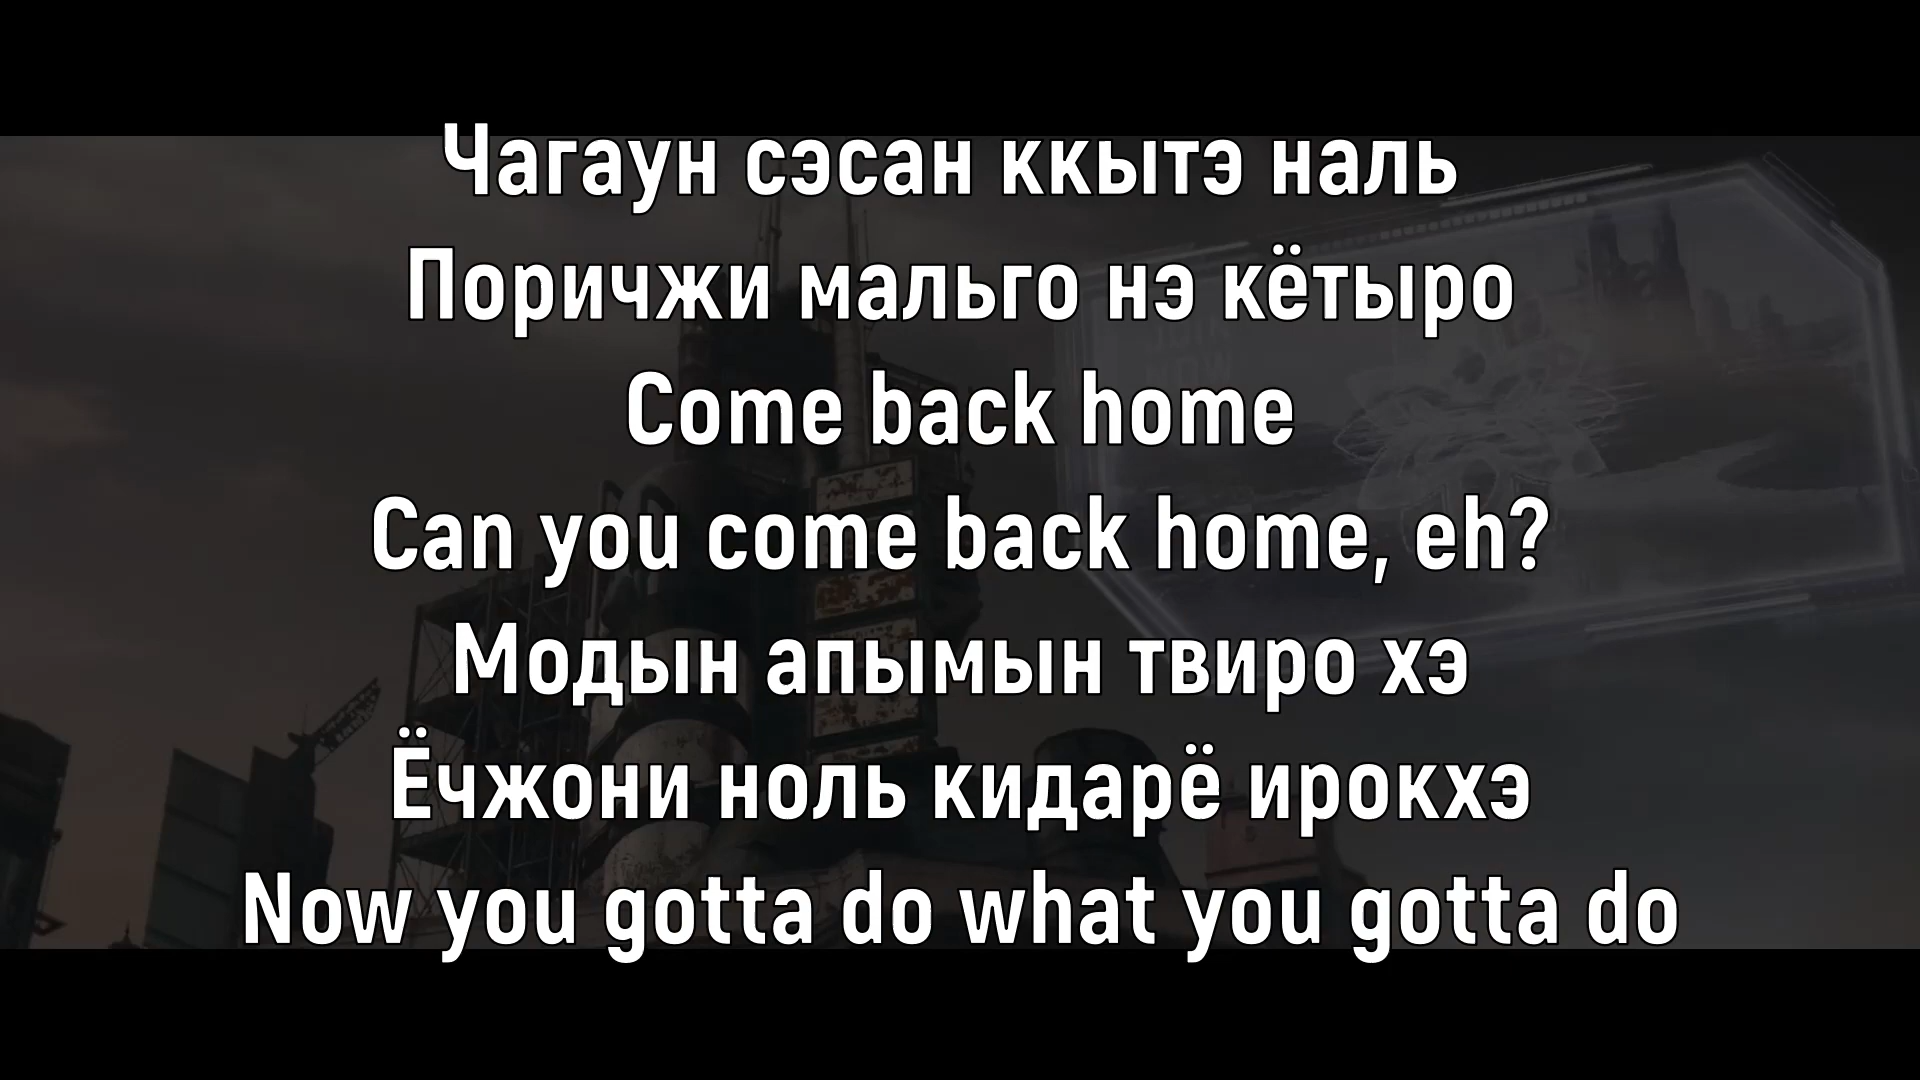 Чагаун сэсан ккытэ наль
Поричжи мальго нэ кётыро
Come back home
Can you come back home, eh?
Модын апымын твиро хэ
Ёчжони ноль кидарё ирокхэ
Now you gotta do what you gotta do